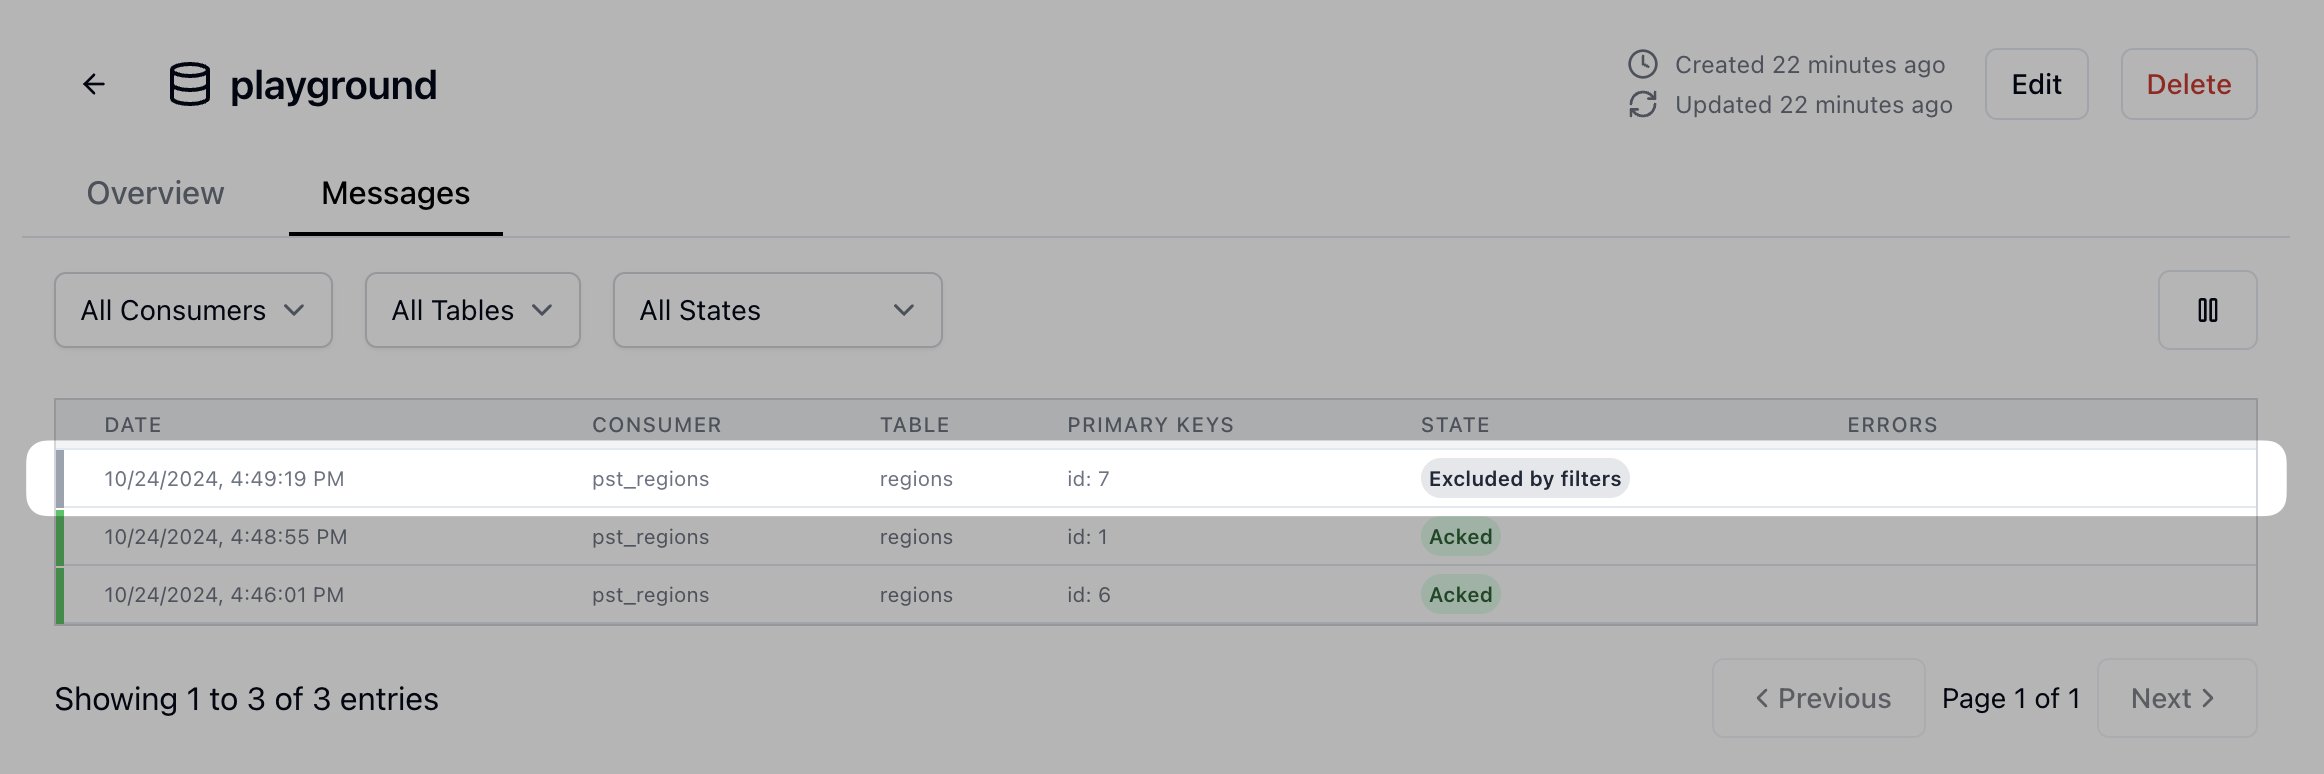 playground
Created 22 minutes ago
Updated 22 minutes ago
Edit
Delete
Overview
Messages
All Consumers
All Tables
All States
DATE CONSUMER TABLE PRIMARY KEYS STATE ERRORS
10/24/2024, 4:49:19 PM pst_regions regions id: 7 Excluded by filters
10/24/2024, 4:48:55 PM pst_regions regions id: 1 Acked
10/24/2024, 4:46:01 PM pst_regions regions id: 6 Acked
Showing 1 to 3 of 3 entries
Previous
Page 1 of 1
Next